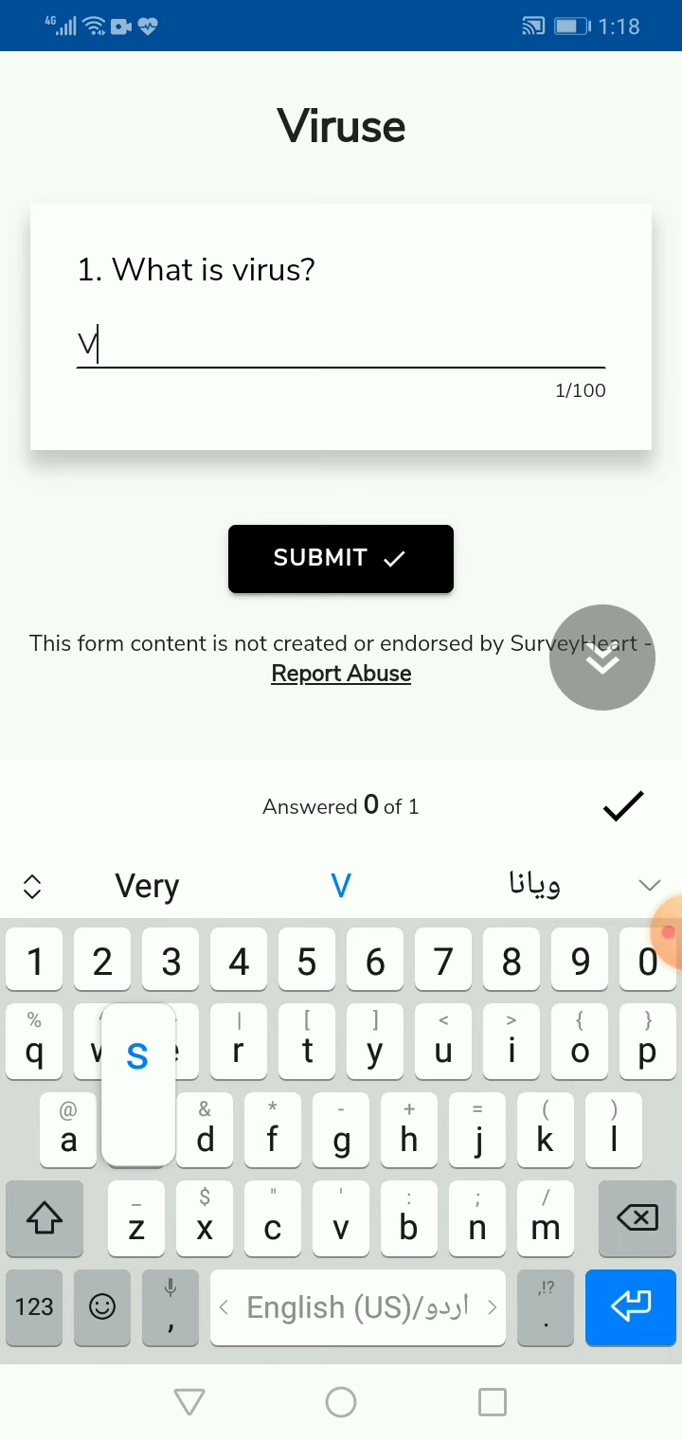 4G 1:18
Viruse
1. What is virus?
V
1/100
SUBMIT
This form content is not created or endorsed by SurveyHeart -
Report Abuse
Answered 0 of 1
Very V ویانا
1 2 3 4 5 6 7 8 9 0
% | [ ] < > { }
q s r t y u i o p
@ & * - + = ( )
a d f g h j k l
_ $ " ' : ; /
z x c v b n m
123 , English (US)/اردو ,!? .